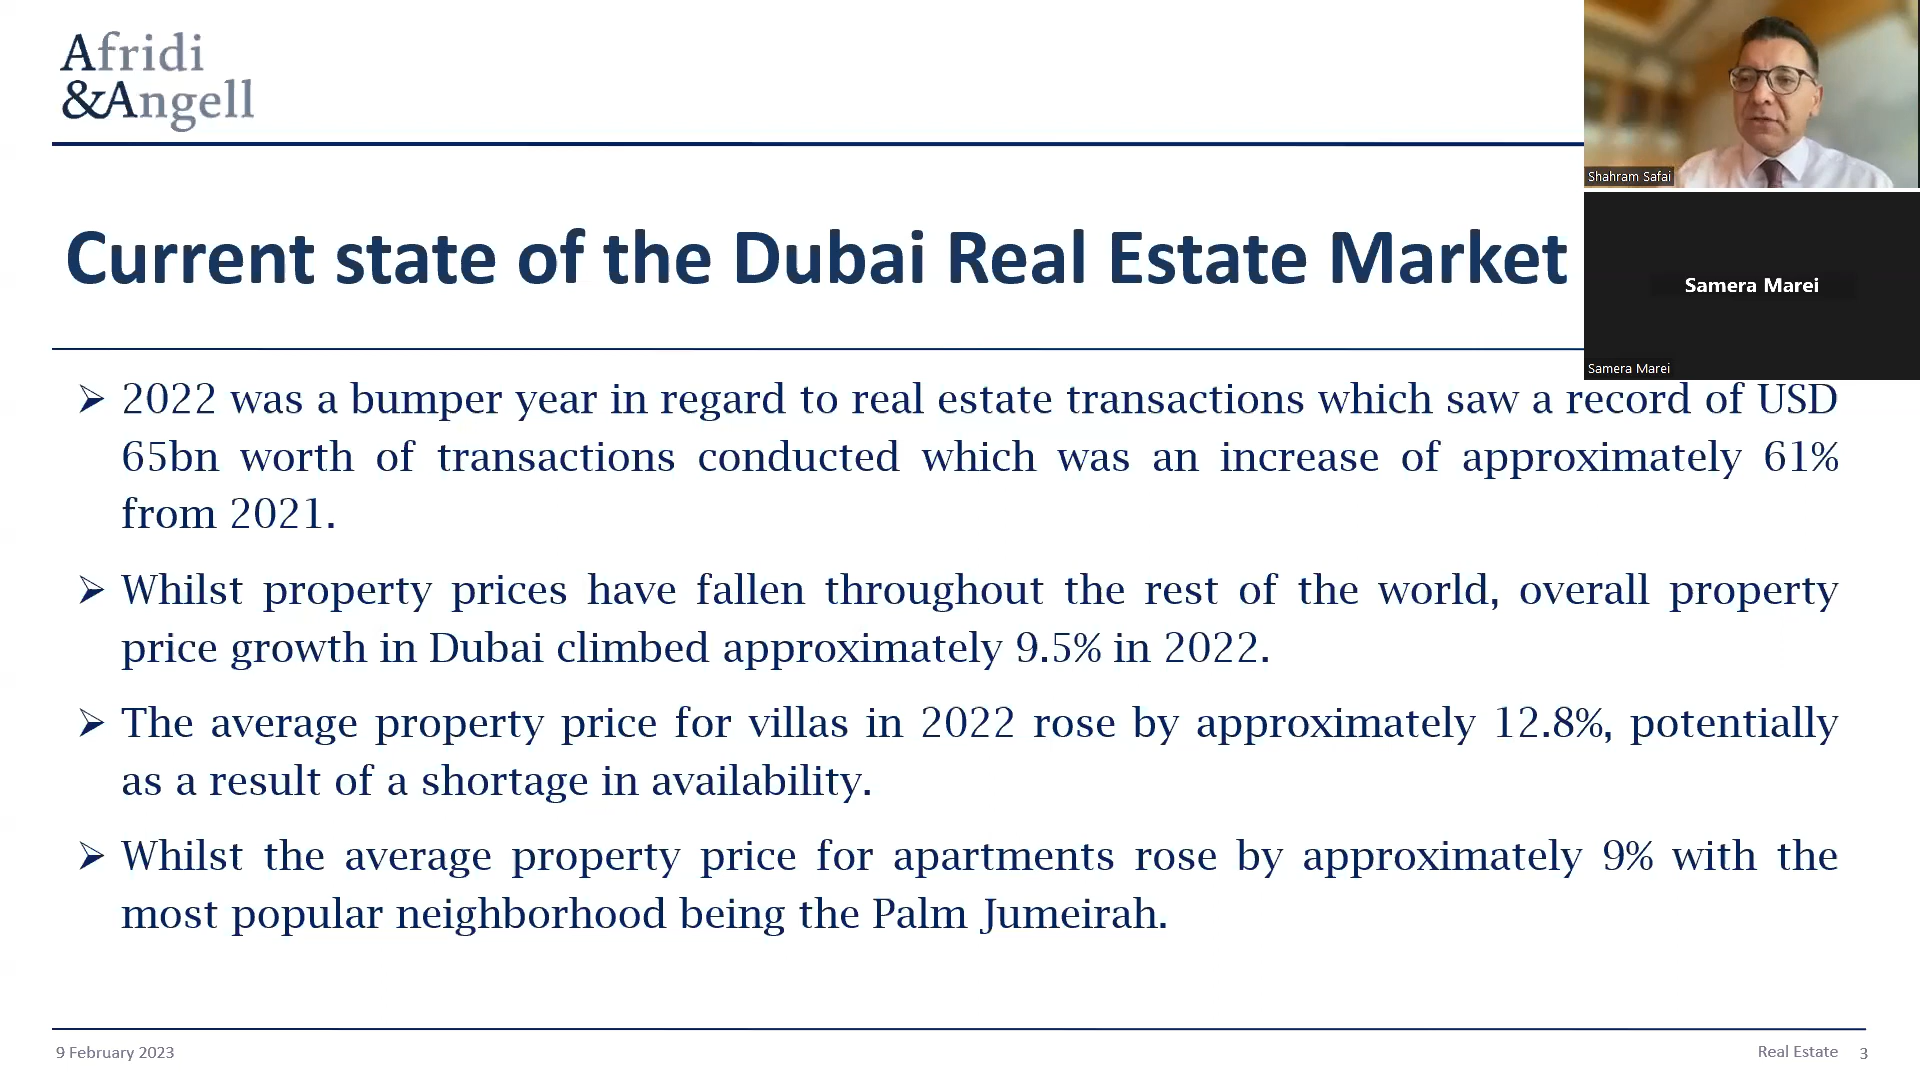 Afridi
&Angell
Shahram Safai
Current state of the Dubai Real Estate Market
Samera Marei
Samera Marei
➢ 2022 was a bumper year in regard to real estate transactions which saw a record of USD
65bn worth of transactions conducted which was an increase of approximately 61%
from 2021.
➢ Whilst property prices have fallen throughout the rest of the world, overall property
price growth in Dubai climbed approximately 9.5% in 2022.
➢ The average property price for villas in 2022 rose by approximately 12.8%, potentially
as a result of a shortage in availability.
➢ Whilst the average property price for apartments rose by approximately 9% with the
most popular neighborhood being the Palm Jumeirah.
9 February 2023
Real Estate 3